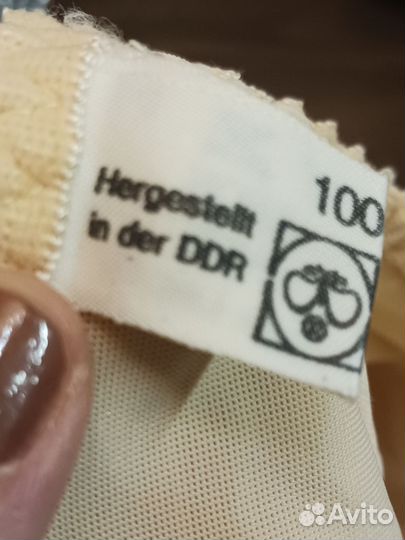 100
Hergestellt
in der DDR
Avito